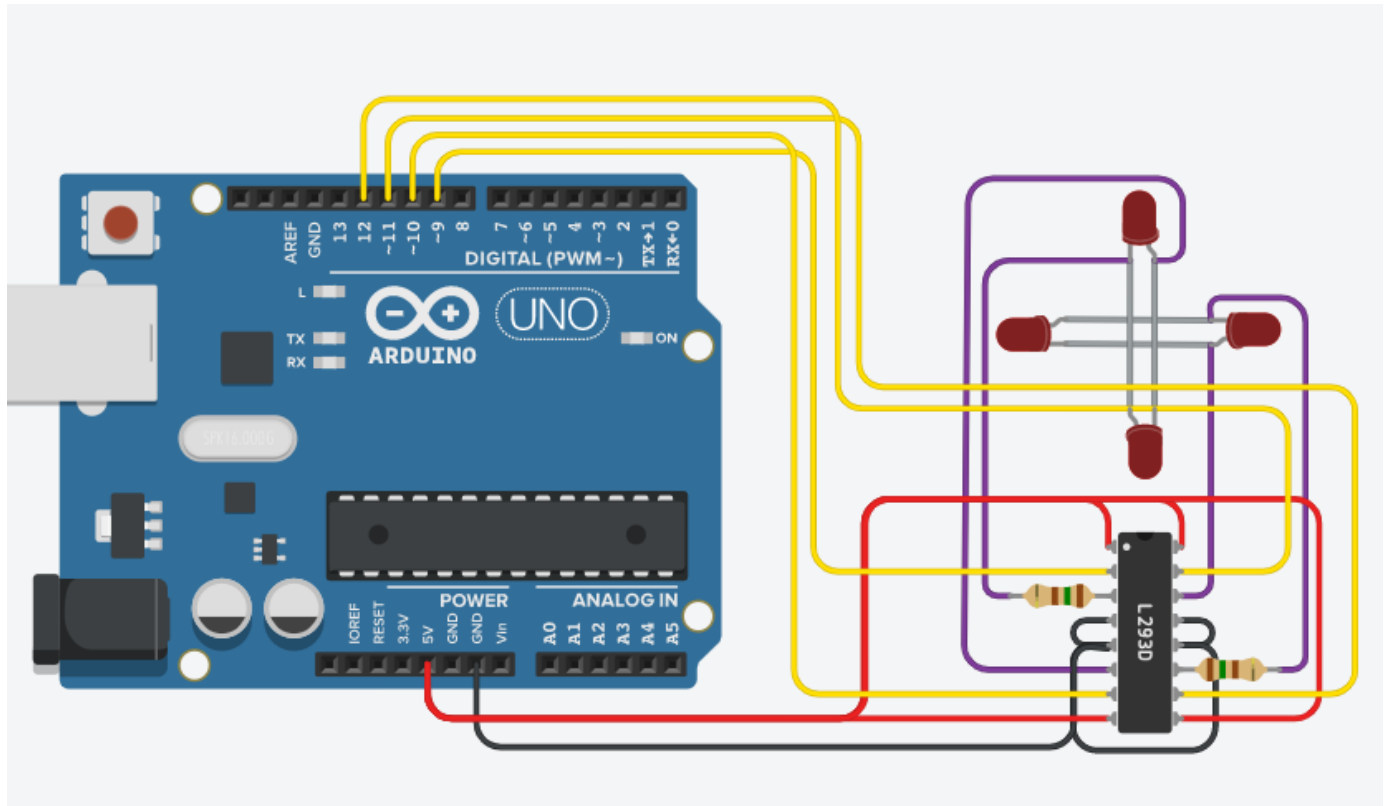 AREF
GND
13
12
~11
~10
~9
8
7
~6
~5
4
~3
2
TX→1
RX←0
DIGITAL (PWM~)
L
TX
RX
UNO
ARDUINO
ON
SPK16.000G
POWER
ANALOG IN
IOREF
RESET
3.3V
5V
GND
GND
Vin
A0
A1
A2
A3
A4
A5
L293D